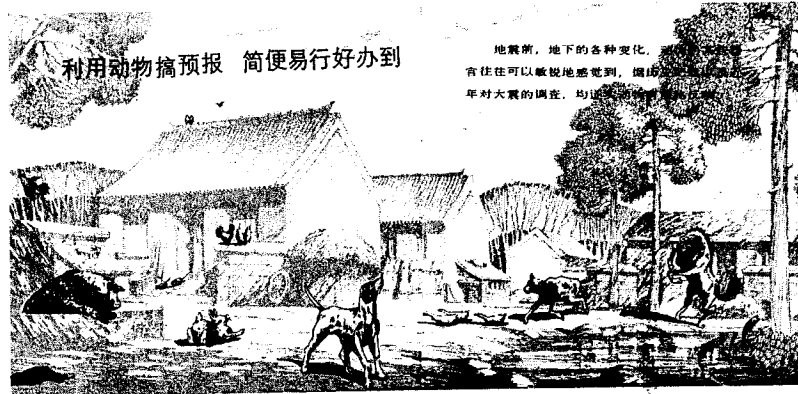 利用动物搞预报 简便易行好办到
地震前，地下的各种变化，
官往往可以敏锐地感觉到，
年对大震的调查，均